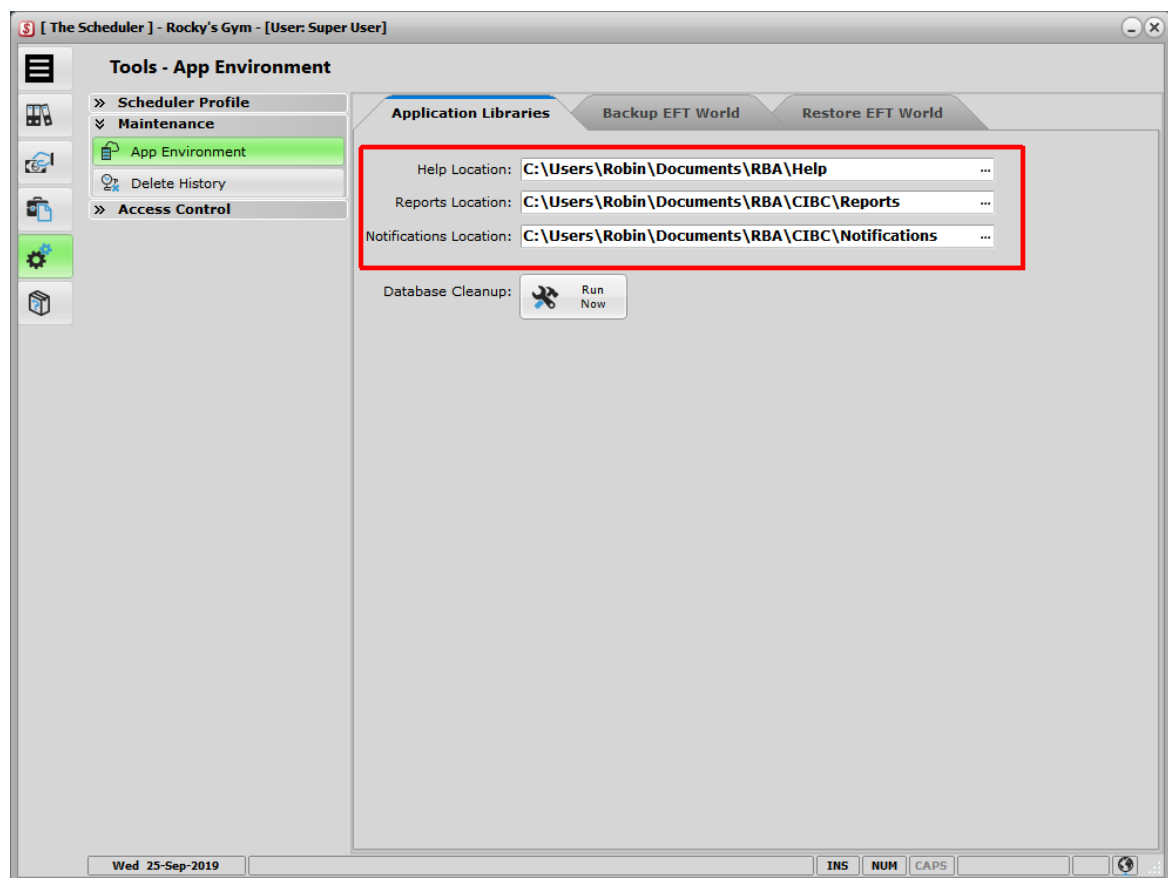 [ The Scheduler ] - Rocky's Gym - [User: Super User]
Tools - App Environment
Scheduler Profile
Maintenance
App Environment
Delete History
Access Control
Application Libraries Backup EFT World Restore EFT World
Help Location: C:\Users\Robin\Documents\RBA\Help ...
Reports Location: C:\Users\Robin\Documents\RBA\CIBC\Reports ...
Notifications Location: C:\Users\Robin\Documents\RBA\CIBC\Notifications ...
Database Cleanup: Run
Now
Wed 25-Sep-2019 INS NUM CAPS